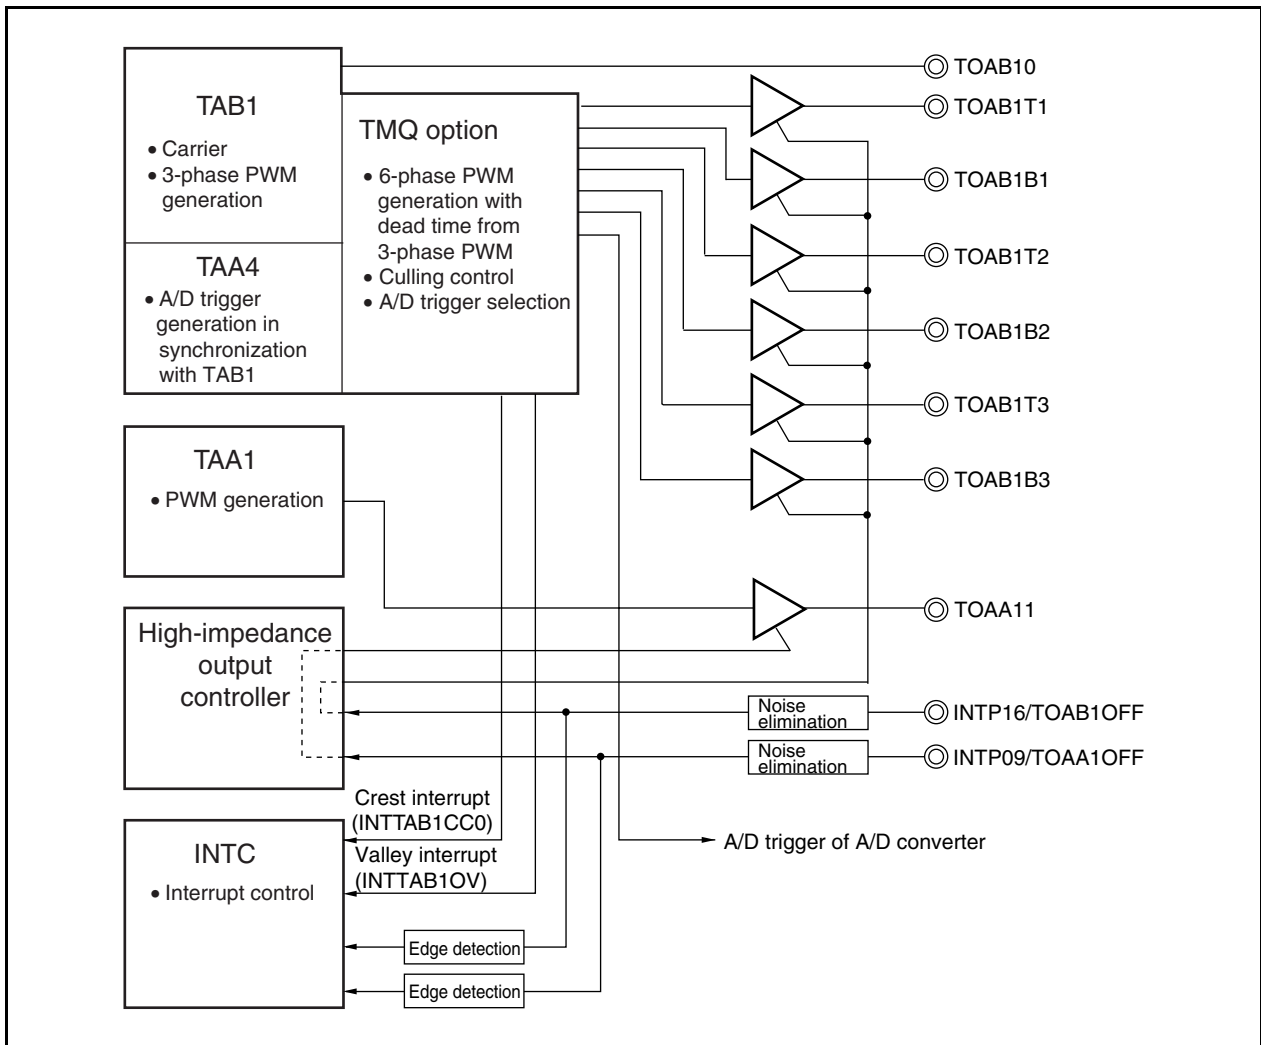 TAB1
• Carrier
• 3-phase PWM
generation
TAA4
• A/D trigger
generation in
synchronization
with TAB1
TMQ option
• 6-phase PWM
generation with
dead time from
3-phase PWM
• Culling control
• A/D trigger selection
TOAB10
TOAB1T1
TOAB1B1
TOAB1T2
TOAB1B2
TOAB1T3
TOAB1B3
TAA1
• PWM generation
TOAA11
High-impedance
output
controller
Noise
elimination
INTP16/TOAB1OFF
Noise
elimination
INTP09/TOAA1OFF
Crest interrupt
(INTTAB1CC0)
Valley interrupt
(INTTAB1OV)
A/D trigger of A/D converter
INTC
• Interrupt control
Edge detection
Edge detection